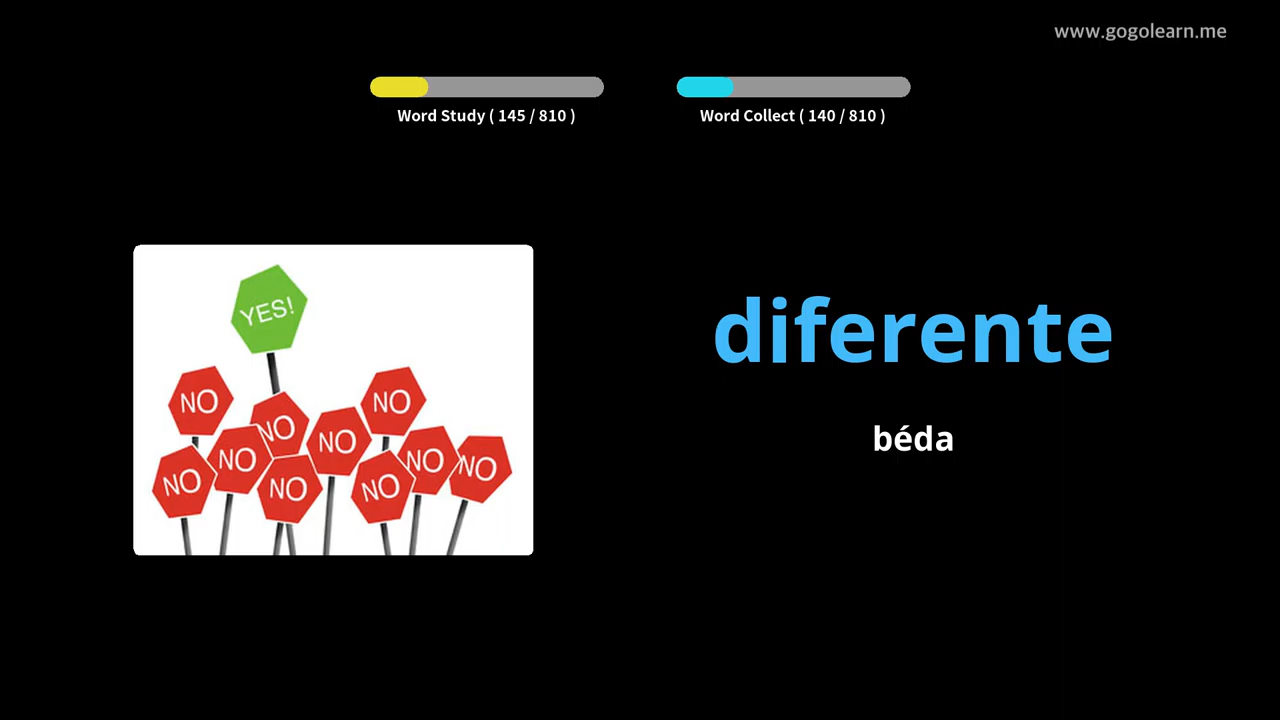 www.gogolearn.me
Word Study ( 145 / 810 )
Word Collect ( 140 / 810 )
YES!
NO
NO
NO
NO
NO
NO
NO
NO
NO
NO
diferente
béda